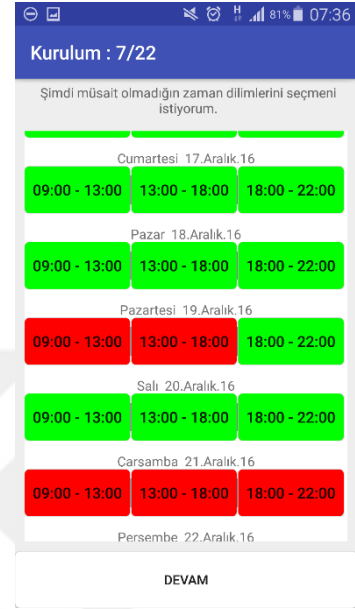 81% 07:36
Kurulum : 7/22
Şimdi müsait olmadığın zaman dilimlerini seçmeni
istiyorum.
Cumartesi 17.Aralık.16
09:00 - 13:00 13:00 - 18:00 18:00 - 22:00
Pazar 18.Aralık.16
09:00 - 13:00 13:00 - 18:00 18:00 - 22:00
Pazartesi 19.Aralık.16
09:00 - 13:00 13:00 - 18:00 18:00 - 22:00
Salı 20.Aralık.16
09:00 - 13:00 13:00 - 18:00 18:00 - 22:00
Çarşamba 21.Aralık.16
09:00 - 13:00 13:00 - 18:00 18:00 - 22:00
Perşembe 22.Aralık.16
DEVAM